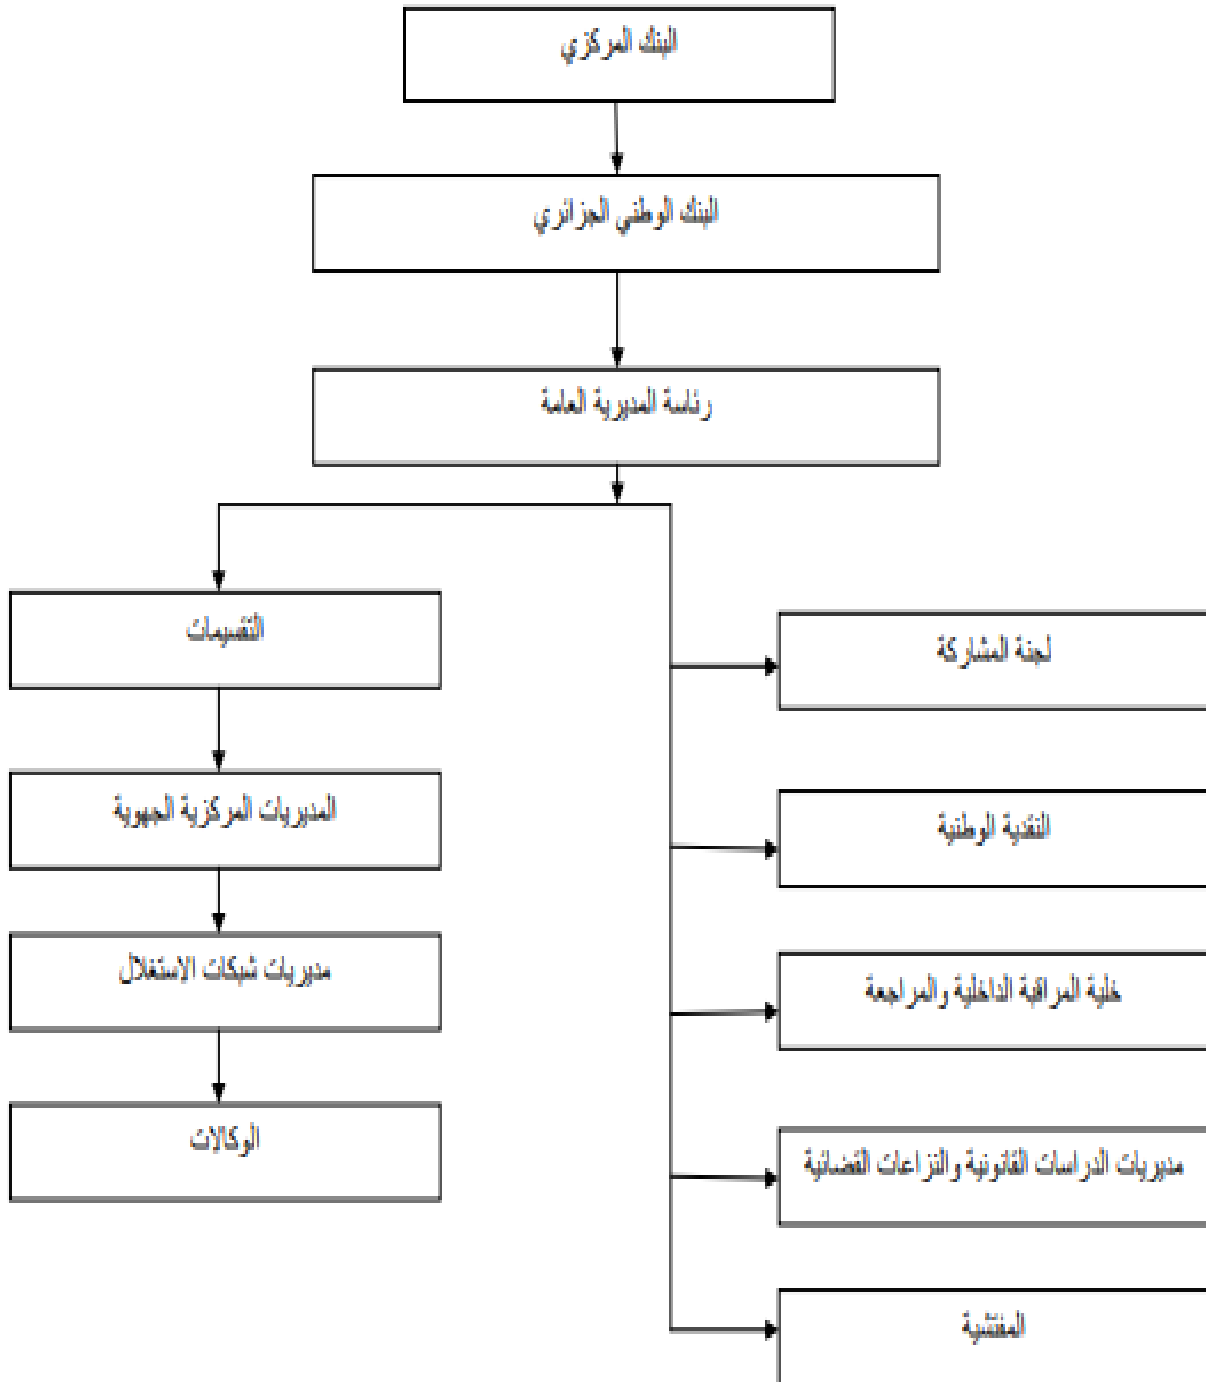 البنك المركزي
البنك الوطني الجزائري
رئاسة المديرية العامة
لجنة المشاركة
النقدية الوطنية
خلية المراقبة الداخلية والمراجعة
مديريات الدراسات القانونية والنزاعات القضائية
المفتشية
التقسيمات
المديريات المركزية الجهوية
مديريات شبكات الاستغلال
الوكالات